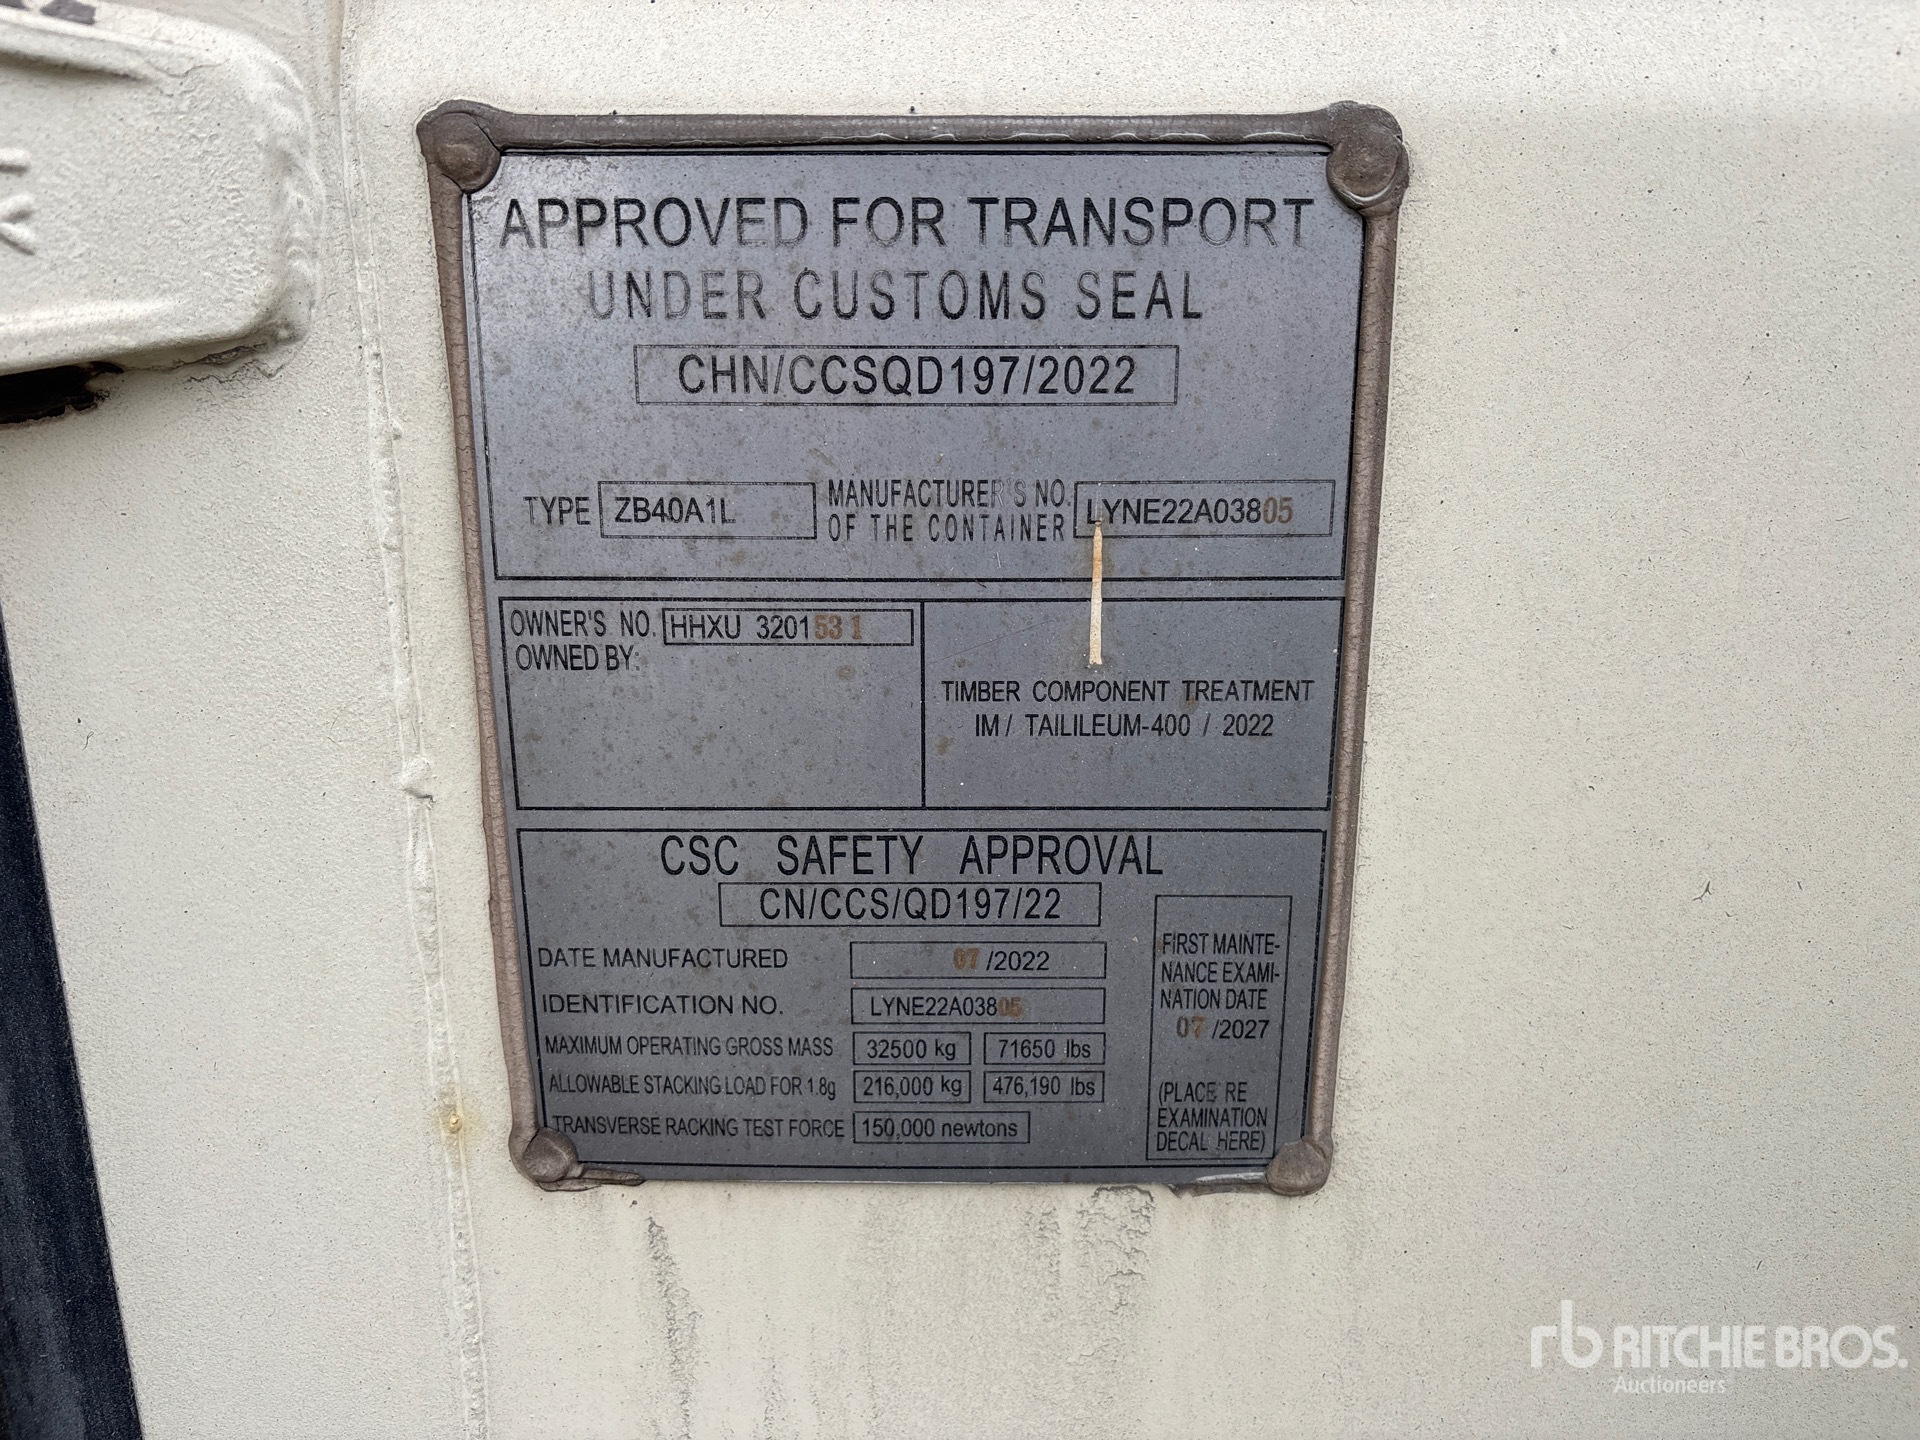 APPROVED FOR TRANSPORT
UNDER CUSTOMS SEAL
CHN/CCSQD197/2022
TYPE ZB40A1L MANUFACTURER'S NO. OF THE CONTAINER LYNE22A03805
OWNER'S NO. HHXU 3201531
OWNED BY:
TIMBER COMPONENT TREATMENT
IM / TAILILEUM-400 / 2022
CSC SAFETY APPROVAL
CN/CCS/QD197/22
DATE MANUFACTURED 07/2022
IDENTIFICATION NO. LYNE22A03805
MAXIMUM OPERATING GROSS MASS 32500 kg 71650 lbs
ALLOWABLE STACKING LOAD FOR 1.8g 216,000 kg 476,190 lbs
TRANSVERSE RACKING TEST FORCE 150,000 newtons
FIRST MAINTE-
NANCE EXAMI-
NATION DATE
07/2027
(PLACE RE
EXAMINATION
DECAL HERE)
rb RITCHIE BROS.
Auctioneers